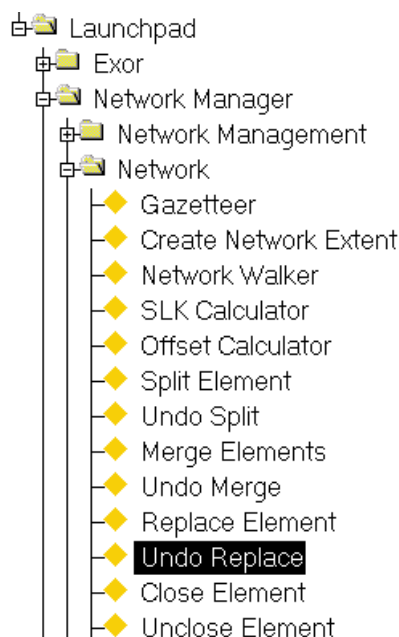 Launchpad
Exor
Network Manager
Network Management
Network
Gazetteer
Create Network Extent
Network Walker
SLK Calculator
Offset Calculator
Split Element
Undo Split
Merge Elements
Undo Merge
Replace Element
Undo Replace
Close Element
Unclose Element